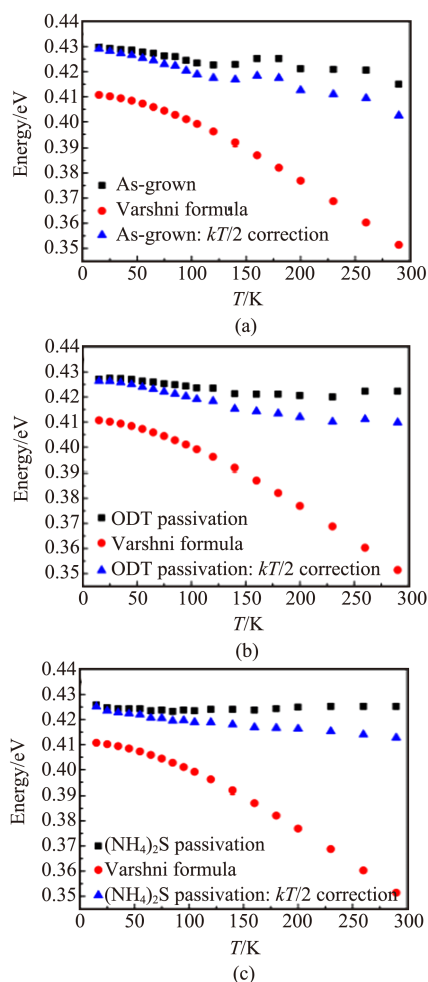 0.44
0.43
0.42
0.41
0.40
0.39
0.38
0.37
0.36
0.35
Energy/eV
As-grown
Varshni formula
As-grown: kT/2 correction
0 50 100 150 200 250 300
T/K
(a)
0.44
0.43
0.42
0.41
0.40
0.39
0.38
0.37
0.36
0.35
Energy/eV
ODT passivation
Varshni formula
ODT passivation: kT/2 correction
0 50 100 150 200 250 300
T/K
(b)
0.44
0.43
0.42
0.41
0.40
0.39
0.38
0.37
0.36
0.35
Energy/eV
(NH₄)₂S passivation
Varshni formula
(NH₄)₂S passivation: kT/2 correction
0 50 100 150 200 250 300
T/K
(c)